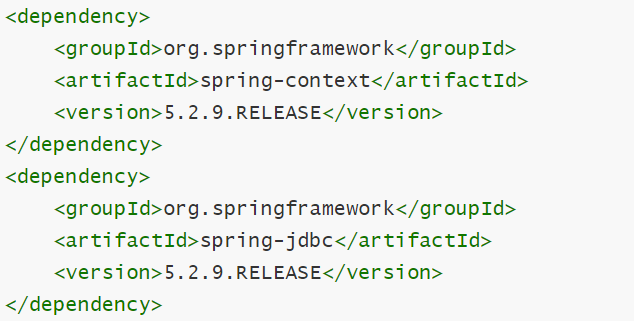 <dependency>
    <groupId>org.springframework</groupId>
    <artifactId>spring-context</artifactId>
    <version>5.2.9.RELEASE</version>
</dependency>
<dependency>
    <groupId>org.springframework</groupId>
    <artifactId>spring-jdbc</artifactId>
    <version>5.2.9.RELEASE</version>
</dependency>